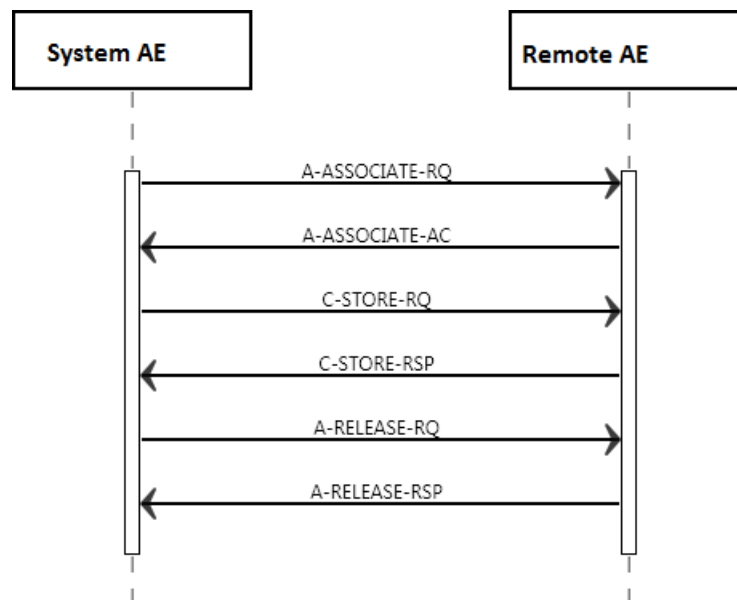 System AE
Remote AE
A-ASSOCIATE-RQ
A-ASSOCIATE-AC
C-STORE-RQ
C-STORE-RSP
A-RELEASE-RQ
A-RELEASE-RSP